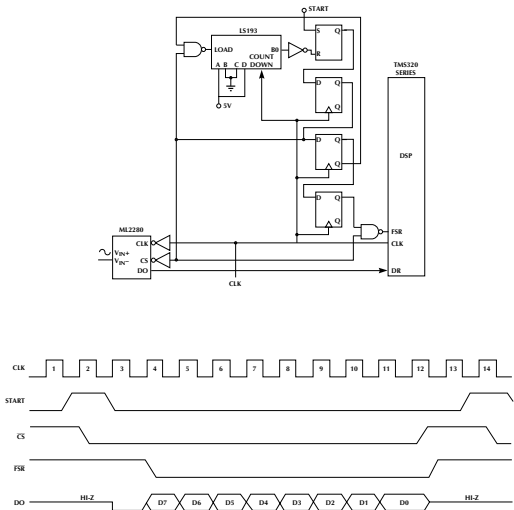 START
LS193
LOAD
B0
COUNT
DOWN
A B C D
5V
S Q
R
D Q
Q
D Q
Q
D Q
Q
TMS320
SERIES
DSP
FSR
CLK
DR
ML2280
CLK
VIN+
VIN–
CS
DO
CLK
CLK 1 2 3 4 5 6 7 8 9 10 11 12 13 14
START
CS
FSR
DO HI-Z D7 D6 D5 D4 D3 D2 D1 D0 HI-Z